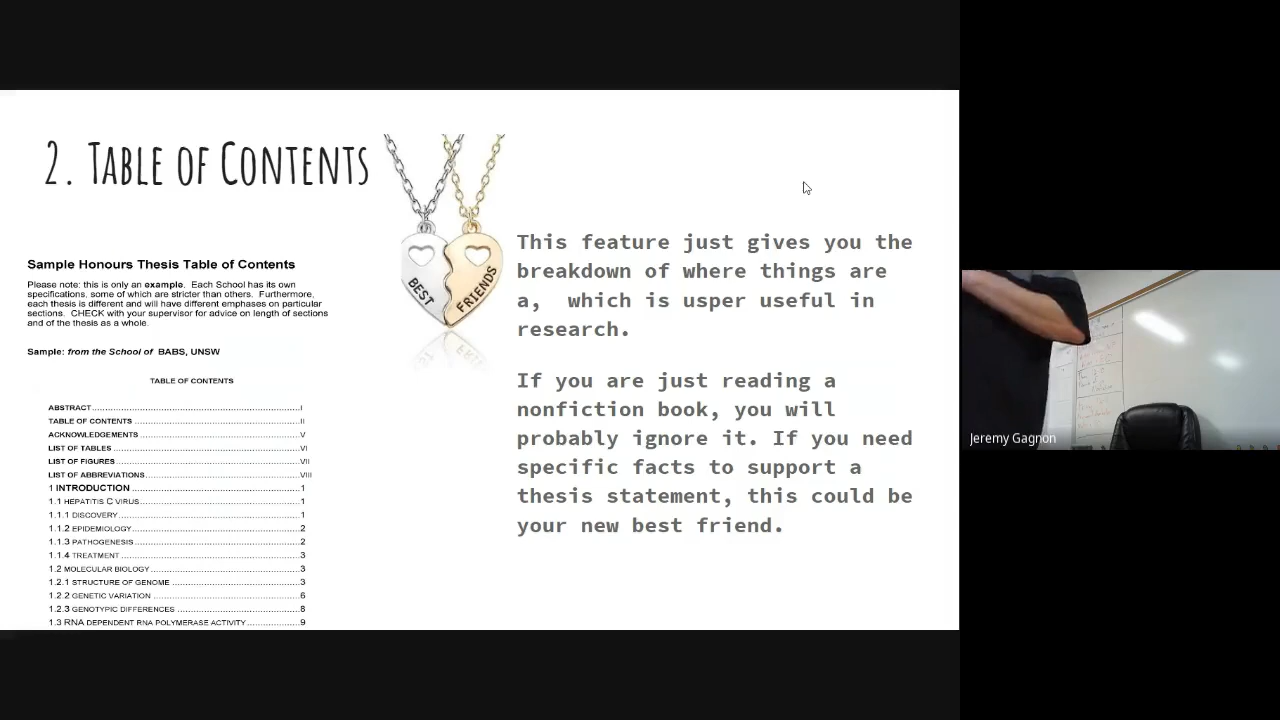 2. Table of Contents
BEST
FRIENDS
This feature just gives you the
breakdown of where things are
a, which is usper useful in
research.
If you are just reading a
nonfiction book, you will
probably ignore it. If you need
specific facts to support a
thesis statement, this could be
your new best friend.
Sample Honours Thesis Table of Contents
Please note: this is only an example. Each School has its own
specifications, some of which are stricter than others. Furthermore,
each thesis is different and will have different emphases on particular
sections. CHECK with your supervisor for advice on length of sections
and of the thesis as a whole.
Sample: from the School of BABS, UNSW
TABLE OF CONTENTS
ABSTRACT I
TABLE OF CONTENTS II
ACKNOWLEDGEMENTS V
LIST OF TABLES VI
LIST OF FIGURES VII
LIST OF ABBREVIATIONS VIII
1 INTRODUCTION 1
1.1 HEPATITIS C VIRUS 1
1.1.1 DISCOVERY 1
1.1.2 EPIDEMIOLOGY 2
1.1.3 PATHOGENESIS 2
1.1.4 TREATMENT 3
1.2 MOLECULAR BIOLOGY 3
1.2.1 STRUCTURE OF GENOME 3
1.2.2 GENETIC VARIATION 6
1.2.3 GENOTYPIC DIFFERENCES 8
1.3 RNA DEPENDENT RNA POLYMERASE ACTIVITY 9
Jeremy Gagnon